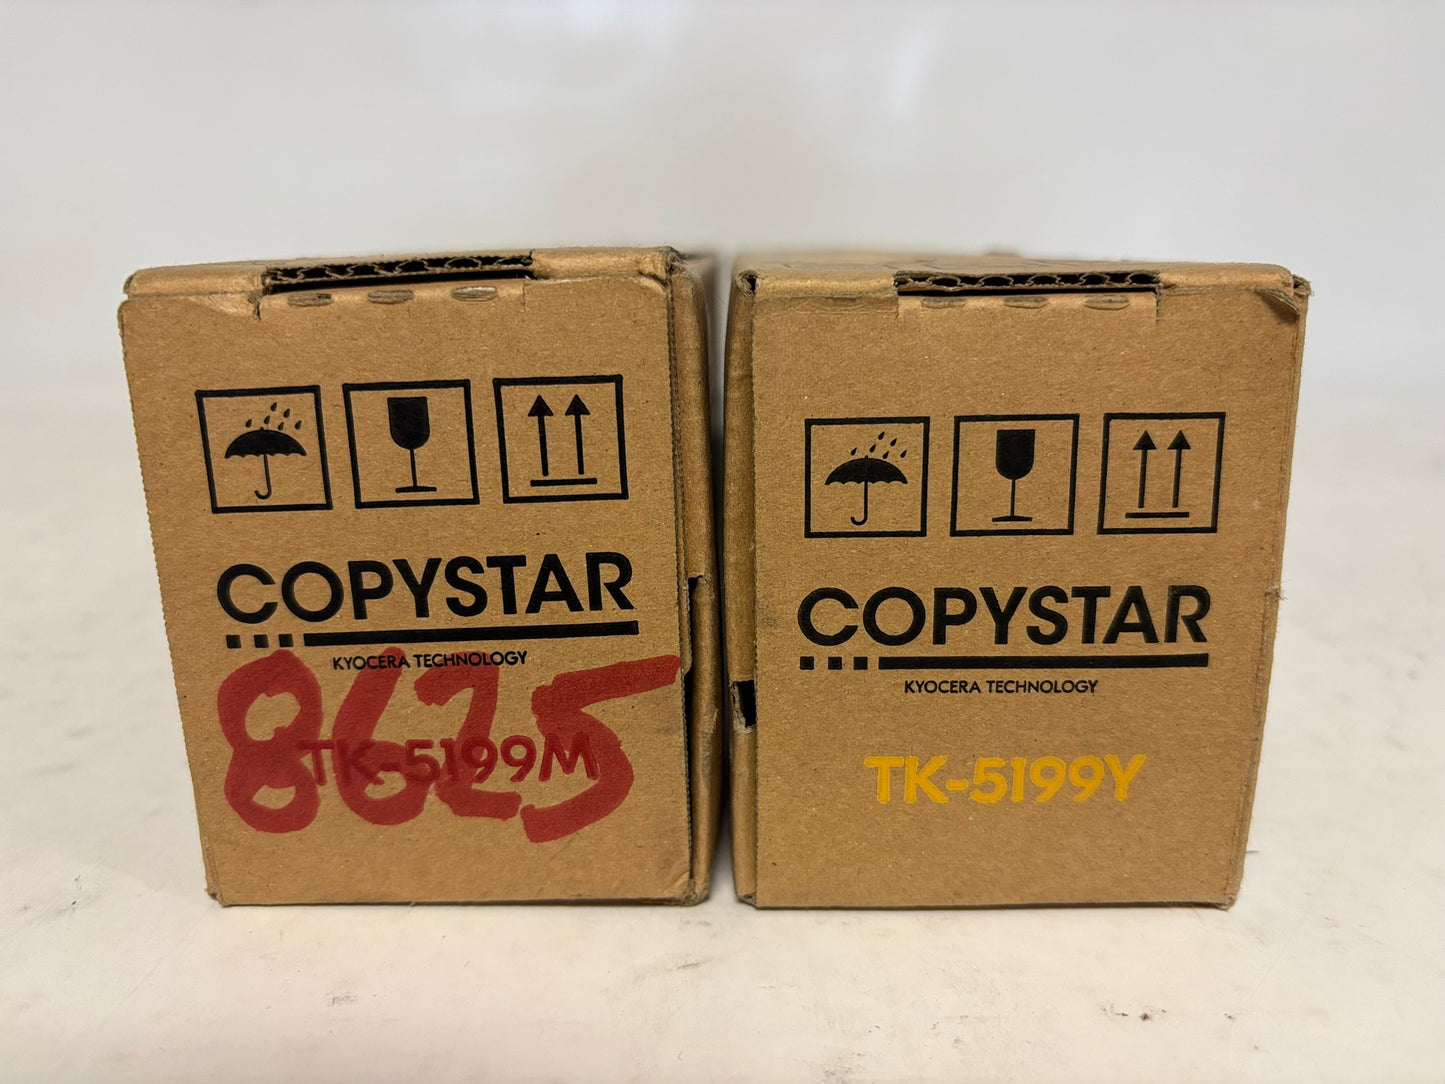 COPYSTAR
KYOCERA TECHNOLOGY
8625
TK-5199M
COPYSTAR
KYOCERA TECHNOLOGY
TK-5199Y